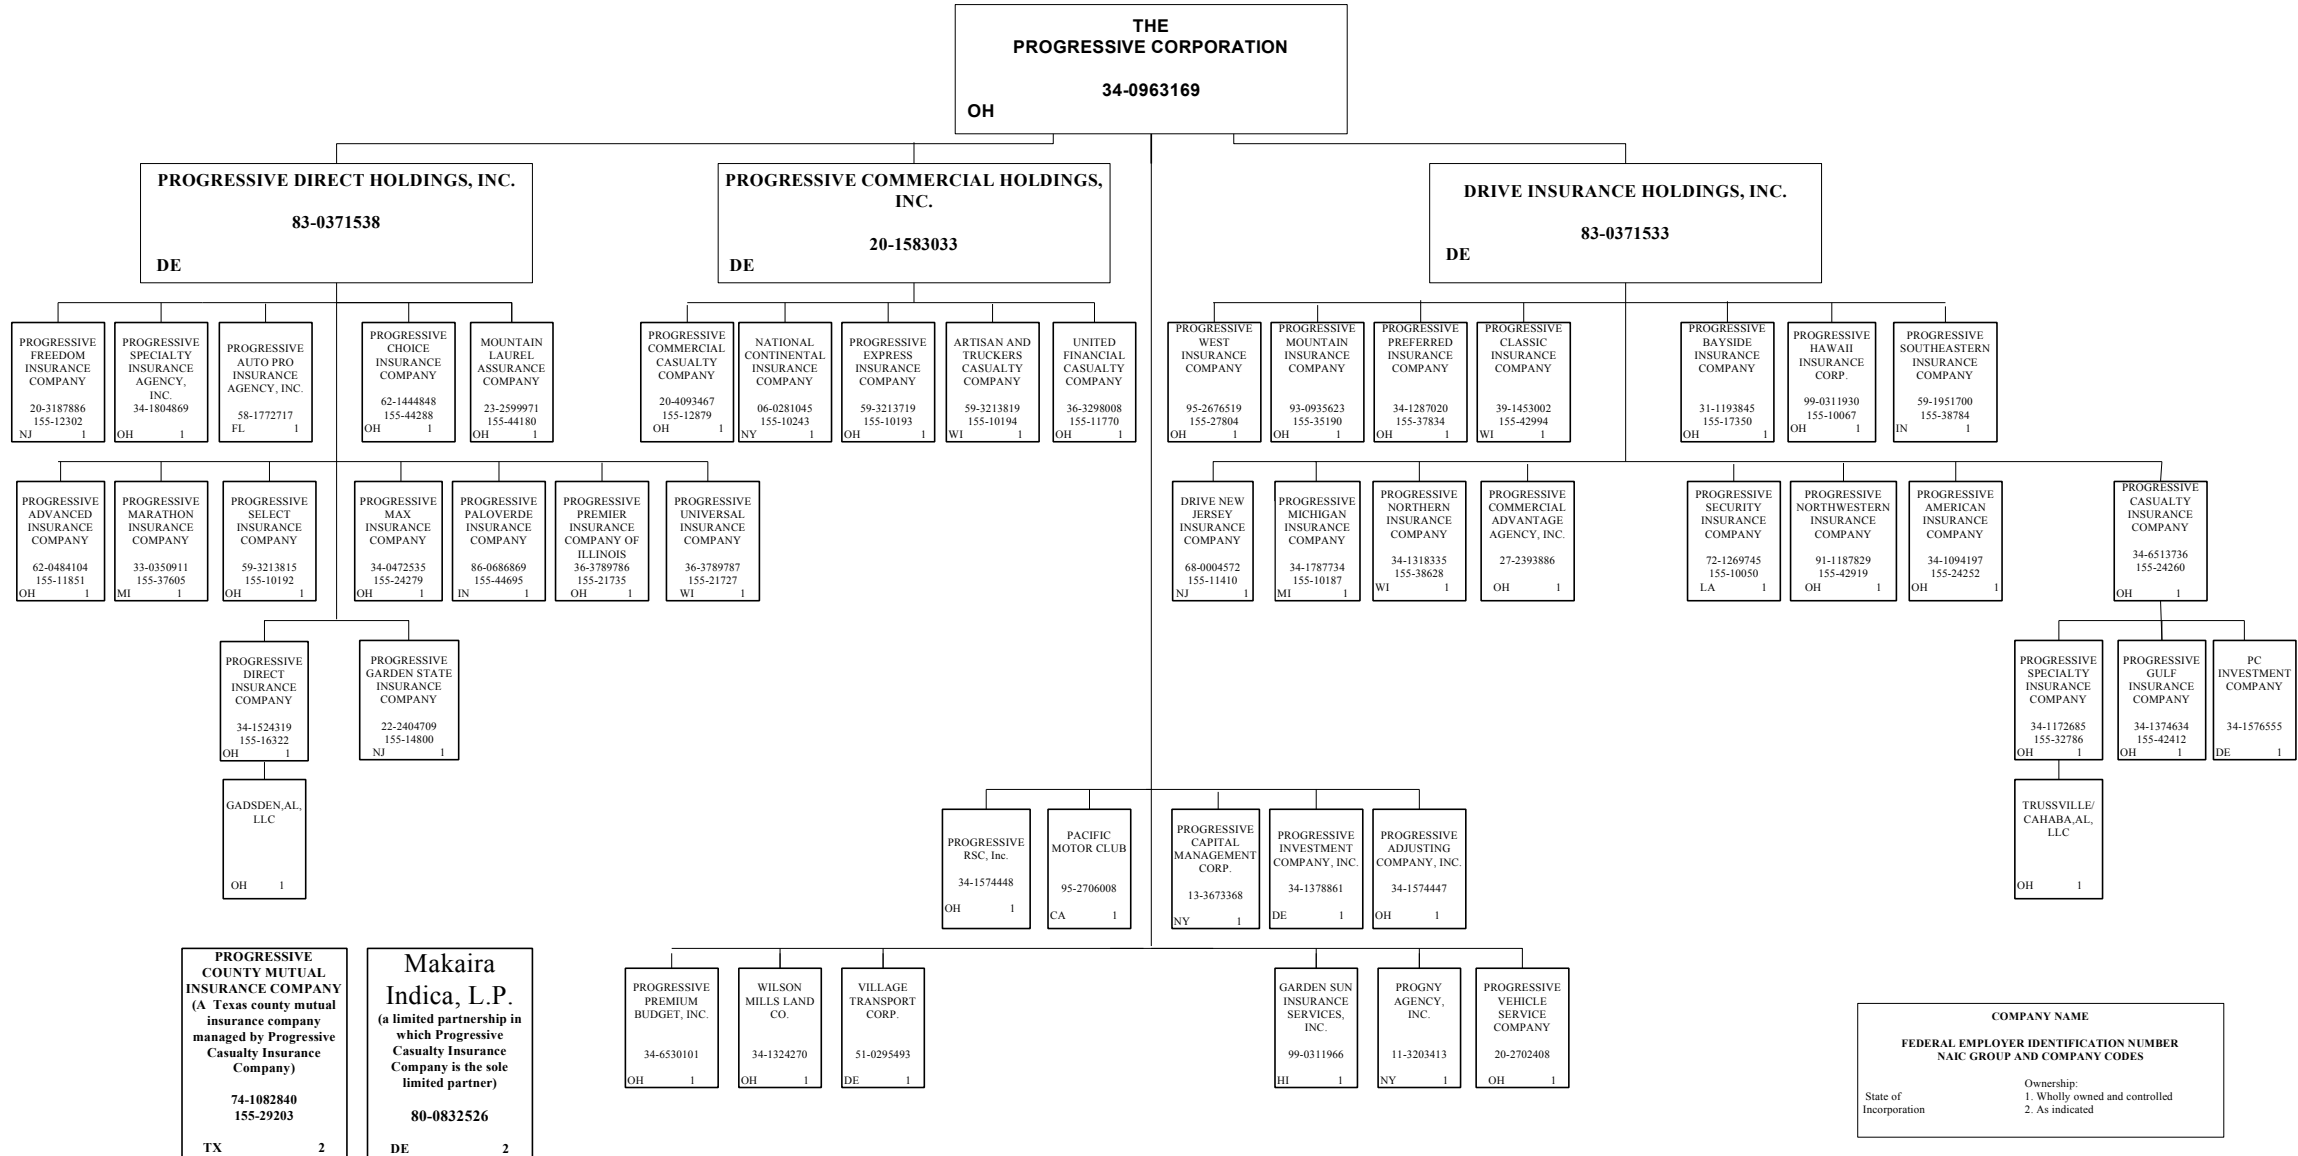 THE
PROGRESSIVE CORPORATION
34-0963169
OH
PROGRESSIVE DIRECT HOLDINGS, INC.
83-0371538
DE
PROGRESSIVE COMMERCIAL HOLDINGS,
INC.
20-1583033
DE
DRIVE INSURANCE HOLDINGS, INC.
83-0371533
DE
PROGRESSIVE
FREEDOM
INSURANCE
COMPANY
20-3187886
155-12302
NJ 1
PROGRESSIVE
SPECIALTY
INSURANCE
AGENCY,
INC.
34-1804869
OH 1
PROGRESSIVE
AUTO PRO
INSURANCE
AGENCY, INC.
58-1772717
FL 1
PROGRESSIVE
CHOICE
INSURANCE
COMPANY
62-1444848
155-44288
OH 1
MOUNTAIN
LAUREL
ASSURANCE
COMPANY
23-2599971
155-44180
OH 1
PROGRESSIVE
COMMERCIAL
CASUALTY
COMPANY
20-4093467
155-12879
OH 1
NATIONAL
CONTINENTAL
INSURANCE
COMPANY
06-0281045
155-10243
NY 1
PROGRESSIVE
EXPRESS
INSURANCE
COMPANY
59-3213719
155-10193
OH 1
ARTISAN AND
TRUCKERS
CASUALTY
COMPANY
59-3213819
155-10194
WI 1
UNITED
FINANCIAL
CASUALTY
COMPANY
36-3298008
155-11770
OH 1
PROGRESSIVE
WEST
INSURANCE
COMPANY
95-2676519
155-27804
OH 1
PROGRESSIVE
MOUNTAIN
INSURANCE
COMPANY
93-0935623
155-35190
OH 1
PROGRESSIVE
PREFERRED
INSURANCE
COMPANY
34-1287020
155-37834
OH 1
PROGRESSIVE
CLASSIC
INSURANCE
COMPANY
39-1453002
155-42994
WI 1
PROGRESSIVE
BAYSIDE
INSURANCE
COMPANY
31-1193845
155-17350
OH 1
PROGRESSIVE
HAWAII
INSURANCE
CORP.
99-0311930
155-10067
OH 1
PROGRESSIVE
SOUTHEASTERN
INSURANCE
COMPANY
59-1951700
155-38784
IN 1
PROGRESSIVE
ADVANCED
INSURANCE
COMPANY
62-0484104
155-11851
OH 1
PROGRESSIVE
MARATHON
INSURANCE
COMPANY
33-0350911
155-37605
MI 1
PROGRESSIVE
SELECT
INSURANCE
COMPANY
59-3213815
155-10192
OH 1
PROGRESSIVE
MAX
INSURANCE
COMPANY
34-0472535
155-24279
OH 1
PROGRESSIVE
PALOVERDE
INSURANCE
COMPANY
86-0686869
155-44695
IN 1
PROGRESSIVE
PREMIER
INSURANCE
COMPANY OF
ILLINOIS
36-3789786
155-21735
OH 1
PROGRESSIVE
UNIVERSAL
INSURANCE
COMPANY
36-3789787
155-21727
WI 1
DRIVE NEW
JERSEY
INSURANCE
COMPANY
68-0004572
155-11410
NJ 1
PROGRESSIVE
MICHIGAN
INSURANCE
COMPANY
34-1787734
155-10187
MI 1
PROGRESSIVE
NORTHERN
INSURANCE
COMPANY
34-1318335
155-38628
WI 1
PROGRESSIVE
COMMERCIAL
ADVANTAGE
AGENCY, INC.
27-2393886
OH 1
PROGRESSIVE
SECURITY
INSURANCE
COMPANY
72-1269745
155-10050
LA 1
PROGRESSIVE
NORTHWESTERN
INSURANCE
COMPANY
91-1187829
155-42919
OH 1
PROGRESSIVE
AMERICAN
INSURANCE
COMPANY
34-1094197
155-24252
OH 1
PROGRESSIVE
CASUALTY
INSURANCE
COMPANY
34-6513736
155-24260
OH 1
PROGRESSIVE
DIRECT
INSURANCE
COMPANY
34-1524319
155-16322
OH 1
PROGRESSIVE
GARDEN STATE
INSURANCE
COMPANY
22-2404709
155-14800
NJ 1
PROGRESSIVE
SPECIALTY
INSURANCE
COMPANY
34-1172685
155-32786
OH 1
PROGRESSIVE
GULF
INSURANCE
COMPANY
34-1374634
155-42412
OH 1
PC
INVESTMENT
COMPANY
34-1576555
DE 1
GADSDEN,AL,
LLC
OH 1
PROGRESSIVE
RSC, Inc.
34-1574448
OH 1
PACIFIC
MOTOR CLUB
95-2706008
CA 1
PROGRESSIVE
CAPITAL
MANAGEMENT
CORP.
13-3673368
NY 1
PROGRESSIVE
INVESTMENT
COMPANY, INC.
34-1378861
DE 1
PROGRESSIVE
ADJUSTING
COMPANY, INC.
34-1574447
OH 1
TRUSSVILLE/
CAHABA,AL,
LLC
OH 1
PROGRESSIVE
COUNTY MUTUAL
INSURANCE COMPANY
(A Texas county mutual
insurance company
managed by Progressive
Casualty Insurance
Company)
74-1082840
155-29203
TX 2
Makaira
Indica, L.P.
(a limited partnership in
which Progressive
Casualty Insurance
Company is the sole
limited partner)
80-0832526
DE 2
PROGRESSIVE
PREMIUM
BUDGET, INC.
34-6530101
OH 1
WILSON
MILLS LAND
CO.
34-1324270
OH 1
VILLAGE
TRANSPORT
CORP.
51-0295493
DE 1
GARDEN SUN
INSURANCE
SERVICES,
INC.
99-0311966
HI 1
PROGNY
AGENCY,
INC.
11-3203413
NY 1
PROGRESSIVE
VEHICLE
SERVICE
COMPANY
20-2702408
OH 1
COMPANY NAME
FEDERAL EMPLOYER IDENTIFICATION NUMBER
NAIC GROUP AND COMPANY CODES
Ownership:
State of 1. Wholly owned and controlled
Incorporation 2. As indicated